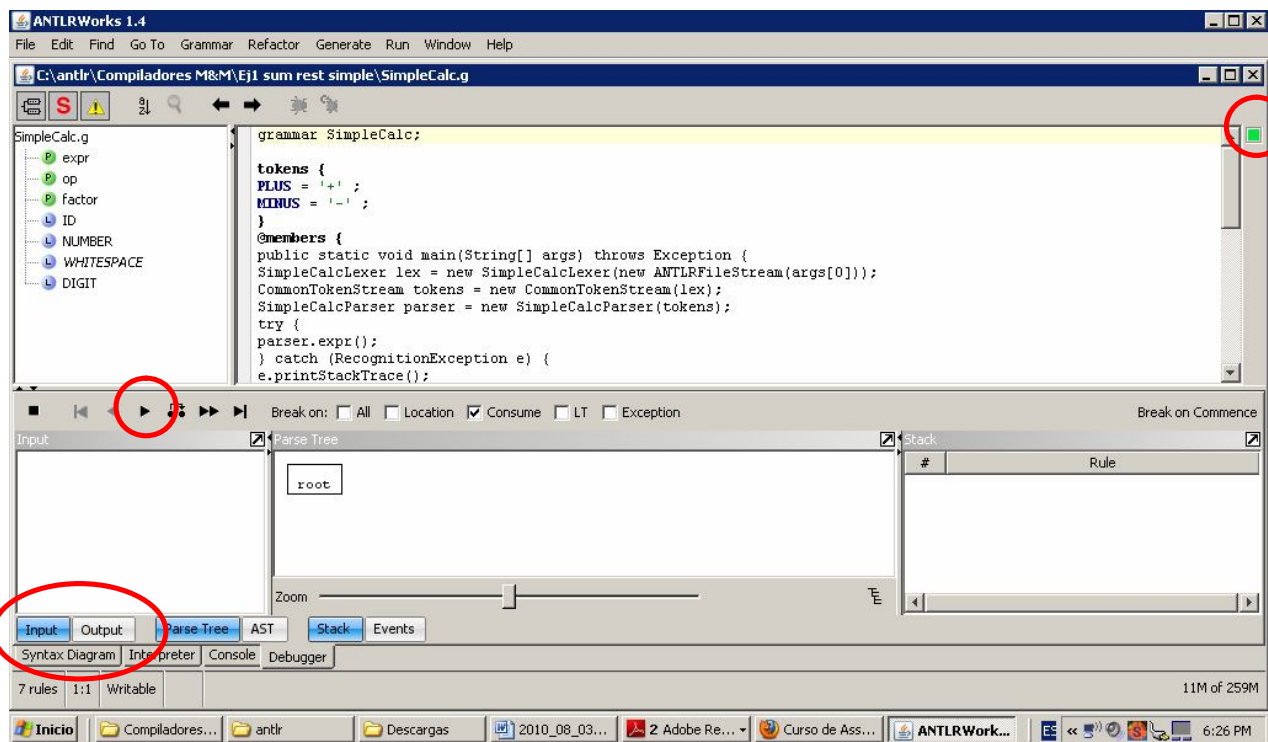 ANTLRWorks 1.4
File Edit Find Go To Grammar Refactor Generate Run Window Help
C:\antlr\Compiladores M&M\Ej1 sum rest simple\SimpleCalc.g
SimpleCalc.g
expr
op
factor
ID
NUMBER
WHITESPACE
DIGIT
grammar SimpleCalc;
tokens {
PLUS = '+' ;
MINUS = '-' ;
}
@members {
public static void main(String[] args) throws Exception {
SimpleCalcLexer lex = new SimpleCalcLexer(new ANTLRFileStream(args[0]));
CommonTokenStream tokens = new CommonTokenStream(lex);
SimpleCalcParser parser = new SimpleCalcParser(tokens);
try {
parser.expr();
} catch (RecognitionException e) {
e.printStackTrace();
Break on: All Location Consume LT Exception Break on Commence
Input Parse Tree Stack
# Rule
root
Zoom
Input Output Parse Tree AST Stack Events
Syntax Diagram Interpreter Console Debugger
7 rules 1:1 Writable 11M of 259M
Inicio Compiladores... antlr Descargas 2010_08_03... 2 Adobe Re... Curso de Ass... ANTLRWork... ES « 6:26 PM